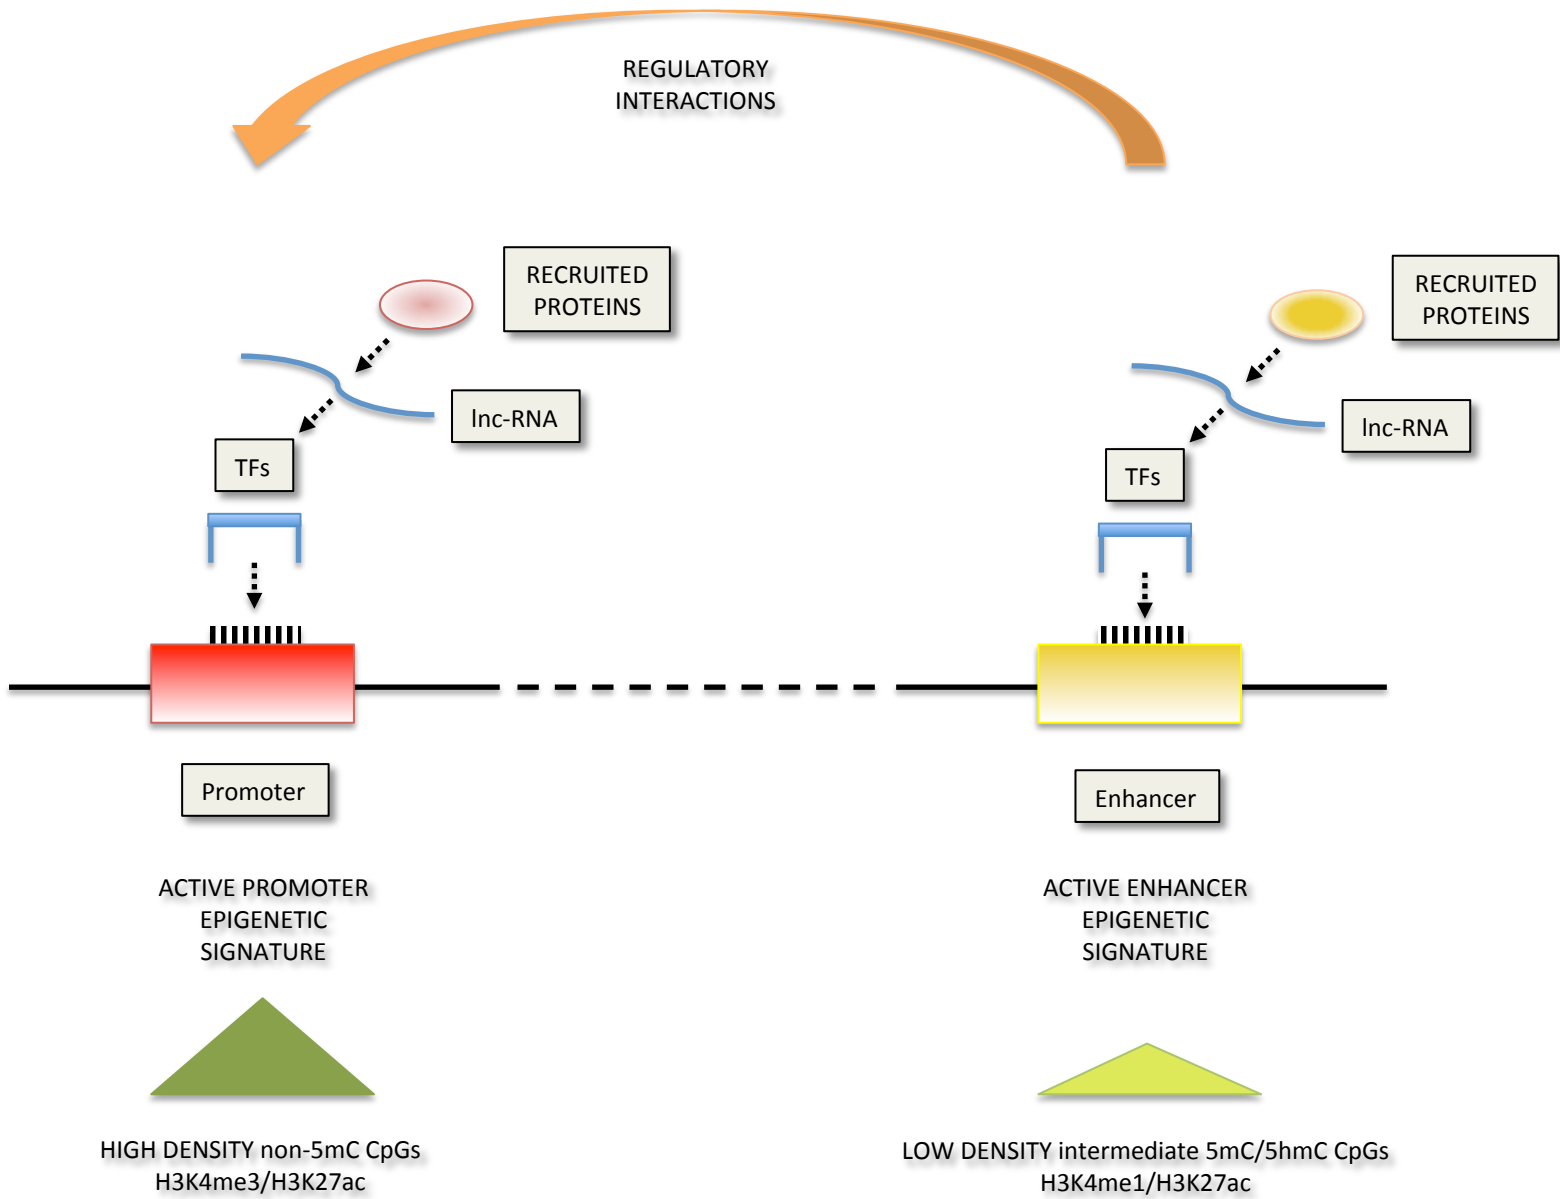 REGULATORY
INTERACTIONS
RECRUITED
PROTEINS
lnc-RNA
TFs
RECRUITED
PROTEINS
lnc-RNA
TFs
Promoter
Enhancer
ACTIVE PROMOTER
EPIGENETIC
SIGNATURE
ACTIVE ENHANCER
EPIGENETIC
SIGNATURE
HIGH DENSITY non-5mC CpGs
H3K4me3/H3K27ac
LOW DENSITY intermediate 5mC/5hmC CpGs
H3K4me1/H3K27ac